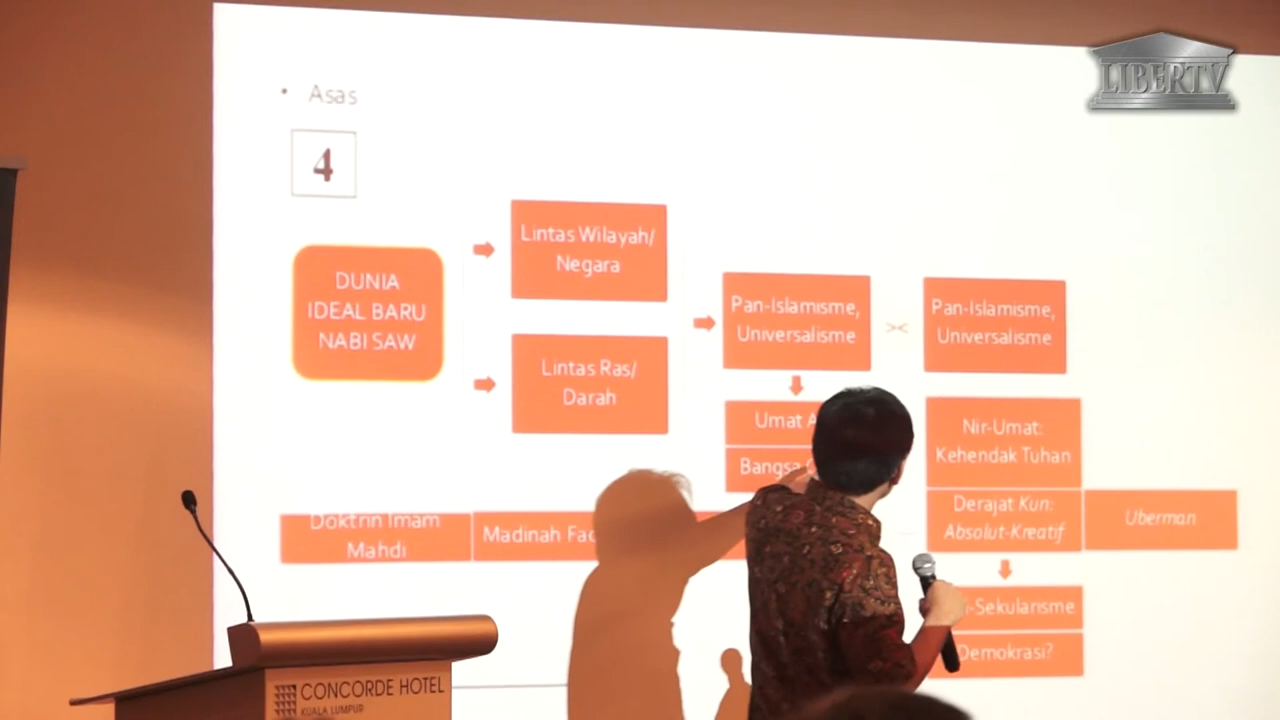 LIBERTV
• Asas
4
DUNIA
IDEAL BARU
NABI SAW
Lintas Wilayah/
Negara
Lintas Ras/
Darah
Pan-Islamisme,
Universalisme
Pan-Islamisme,
Universalisme
Umat
Bangsa
Nir-Umat:
Kehendak Tuhan
Derajat Kun:
Absolut-Kreatif
Uberman
Doktrin Imam
Mahdi
Madinah
-Sekularisme
Demokrasi?
CONCORDE HOTEL
KUALA LUMPUR